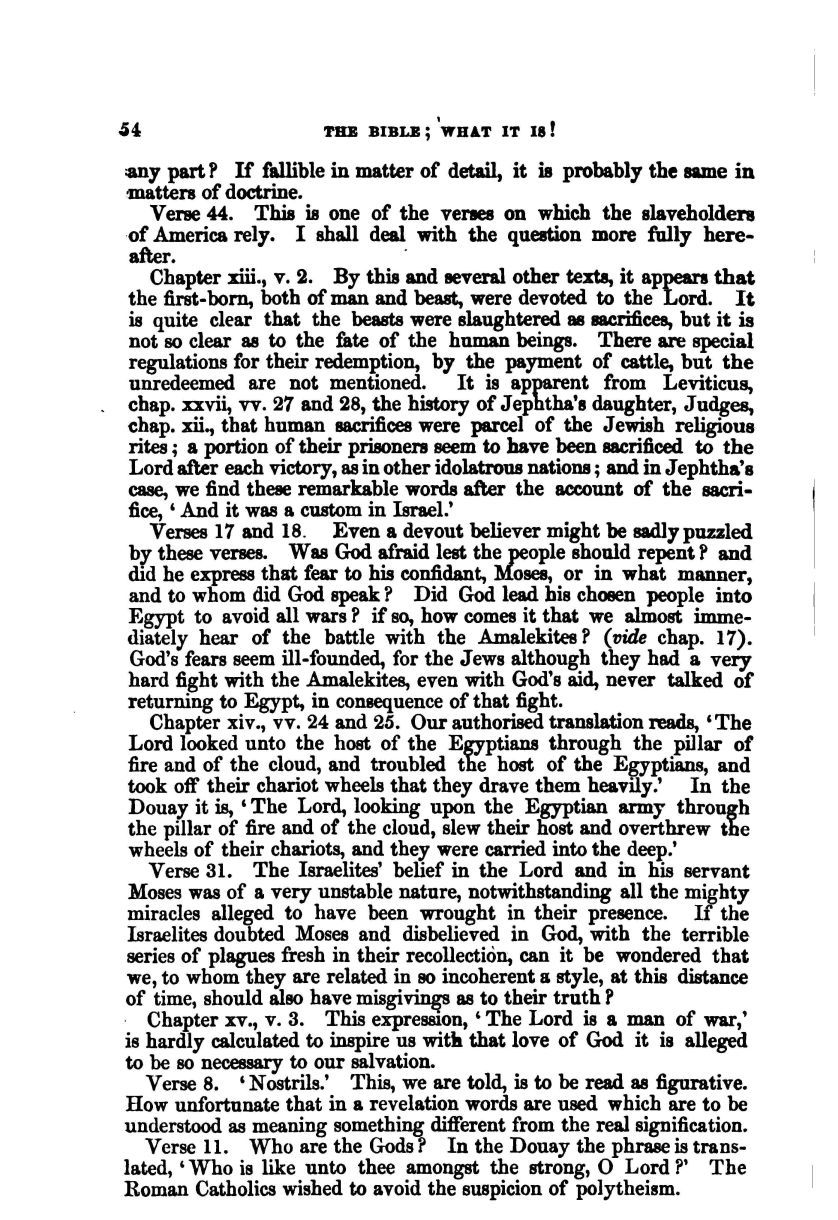 54 THE BIBLE; WHAT IT IS!
any part? If fallible in matter of detail, it is probably the same in
matters of doctrine.
Verse 44. This is one of the verses on which the slaveholders
of America rely. I shall deal with the question more fully here-
after.
Chapter xiii., v. 2. By this and several other texts, it appears that
the first-born, both of man and beast, were devoted to the Lord. It
is quite clear that the beasts were slaughtered as sacrifices, but it is
not so clear as to the fate of the human beings. There are special
regulations for their redemption, by the payment of cattle, but the
unredeemed are not mentioned. It is apparent from Leviticus,
chap. xxvii, vv. 27 and 28, the history of Jephtha's daughter, Judges,
chap. xii., that human sacrifices were parcel of the Jewish religious
rites; a portion of their prisoners seem to have been sacrificed to the
Lord after each victory, as in other idolatrous nations; and in Jephtha's
case, we find these remarkable words after the account of the sacri-
fice, 'And it was a custom in Israel.'
Verses 17 and 18. Even a devout believer might be sadly puzzled
by these verses. Was God afraid lest the people should repent? and
did he express that fear to his confidant, Moses, or in what manner,
and to whom did God speak? Did God lead his chosen people into
Egypt to avoid all wars? if so, how comes it that we almost imme-
diately hear of the battle with the Amalekites? (vide chap. 17).
God's fears seem ill-founded, for the Jews although they had a very
hard fight with the Amalekites, even with God's aid, never talked of
returning to Egypt, in consequence of that fight.
Chapter xiv., vv. 24 and 25. Our authorised translation reads, 'The
Lord looked unto the host of the Egyptians through the pillar of
fire and of the cloud, and troubled the host of the Egyptians, and
took off their chariot wheels that they drave them heavily.' In the
Douay it is, 'The Lord, looking upon the Egyptian army through
the pillar of fire and of the cloud, slew their host and overthrew the
wheels of their chariots, and they were carried into the deep.'
Verse 31. The Israelites' belief in the Lord and in his servant
Moses was of a very unstable nature, notwithstanding all the mighty
miracles alleged to have been wrought in their presence. If the
Israelites doubted Moses and disbelieved in God, with the terrible
series of plagues fresh in their recollection, can it be wondered that
we, to whom they are related in so incoherent a style, at this distance
of time, should also have misgivings as to their truth?
Chapter xv., v. 3. This expression, 'The Lord is a man of war,'
is hardly calculated to inspire us with that love of God it is alleged
to be so necessary to our salvation.
Verse 8. 'Nostrils.' This, we are told, is to be read as figurative.
How unfortunate that in a revelation words are used which are to be
understood as meaning something different from the real signification.
Verse 11. Who are the Gods? In the Douay the phrase is trans-
lated, 'Who is like unto thee amongst the strong, O Lord?' The
Roman Catholics wished to avoid the suspicion of polytheism.